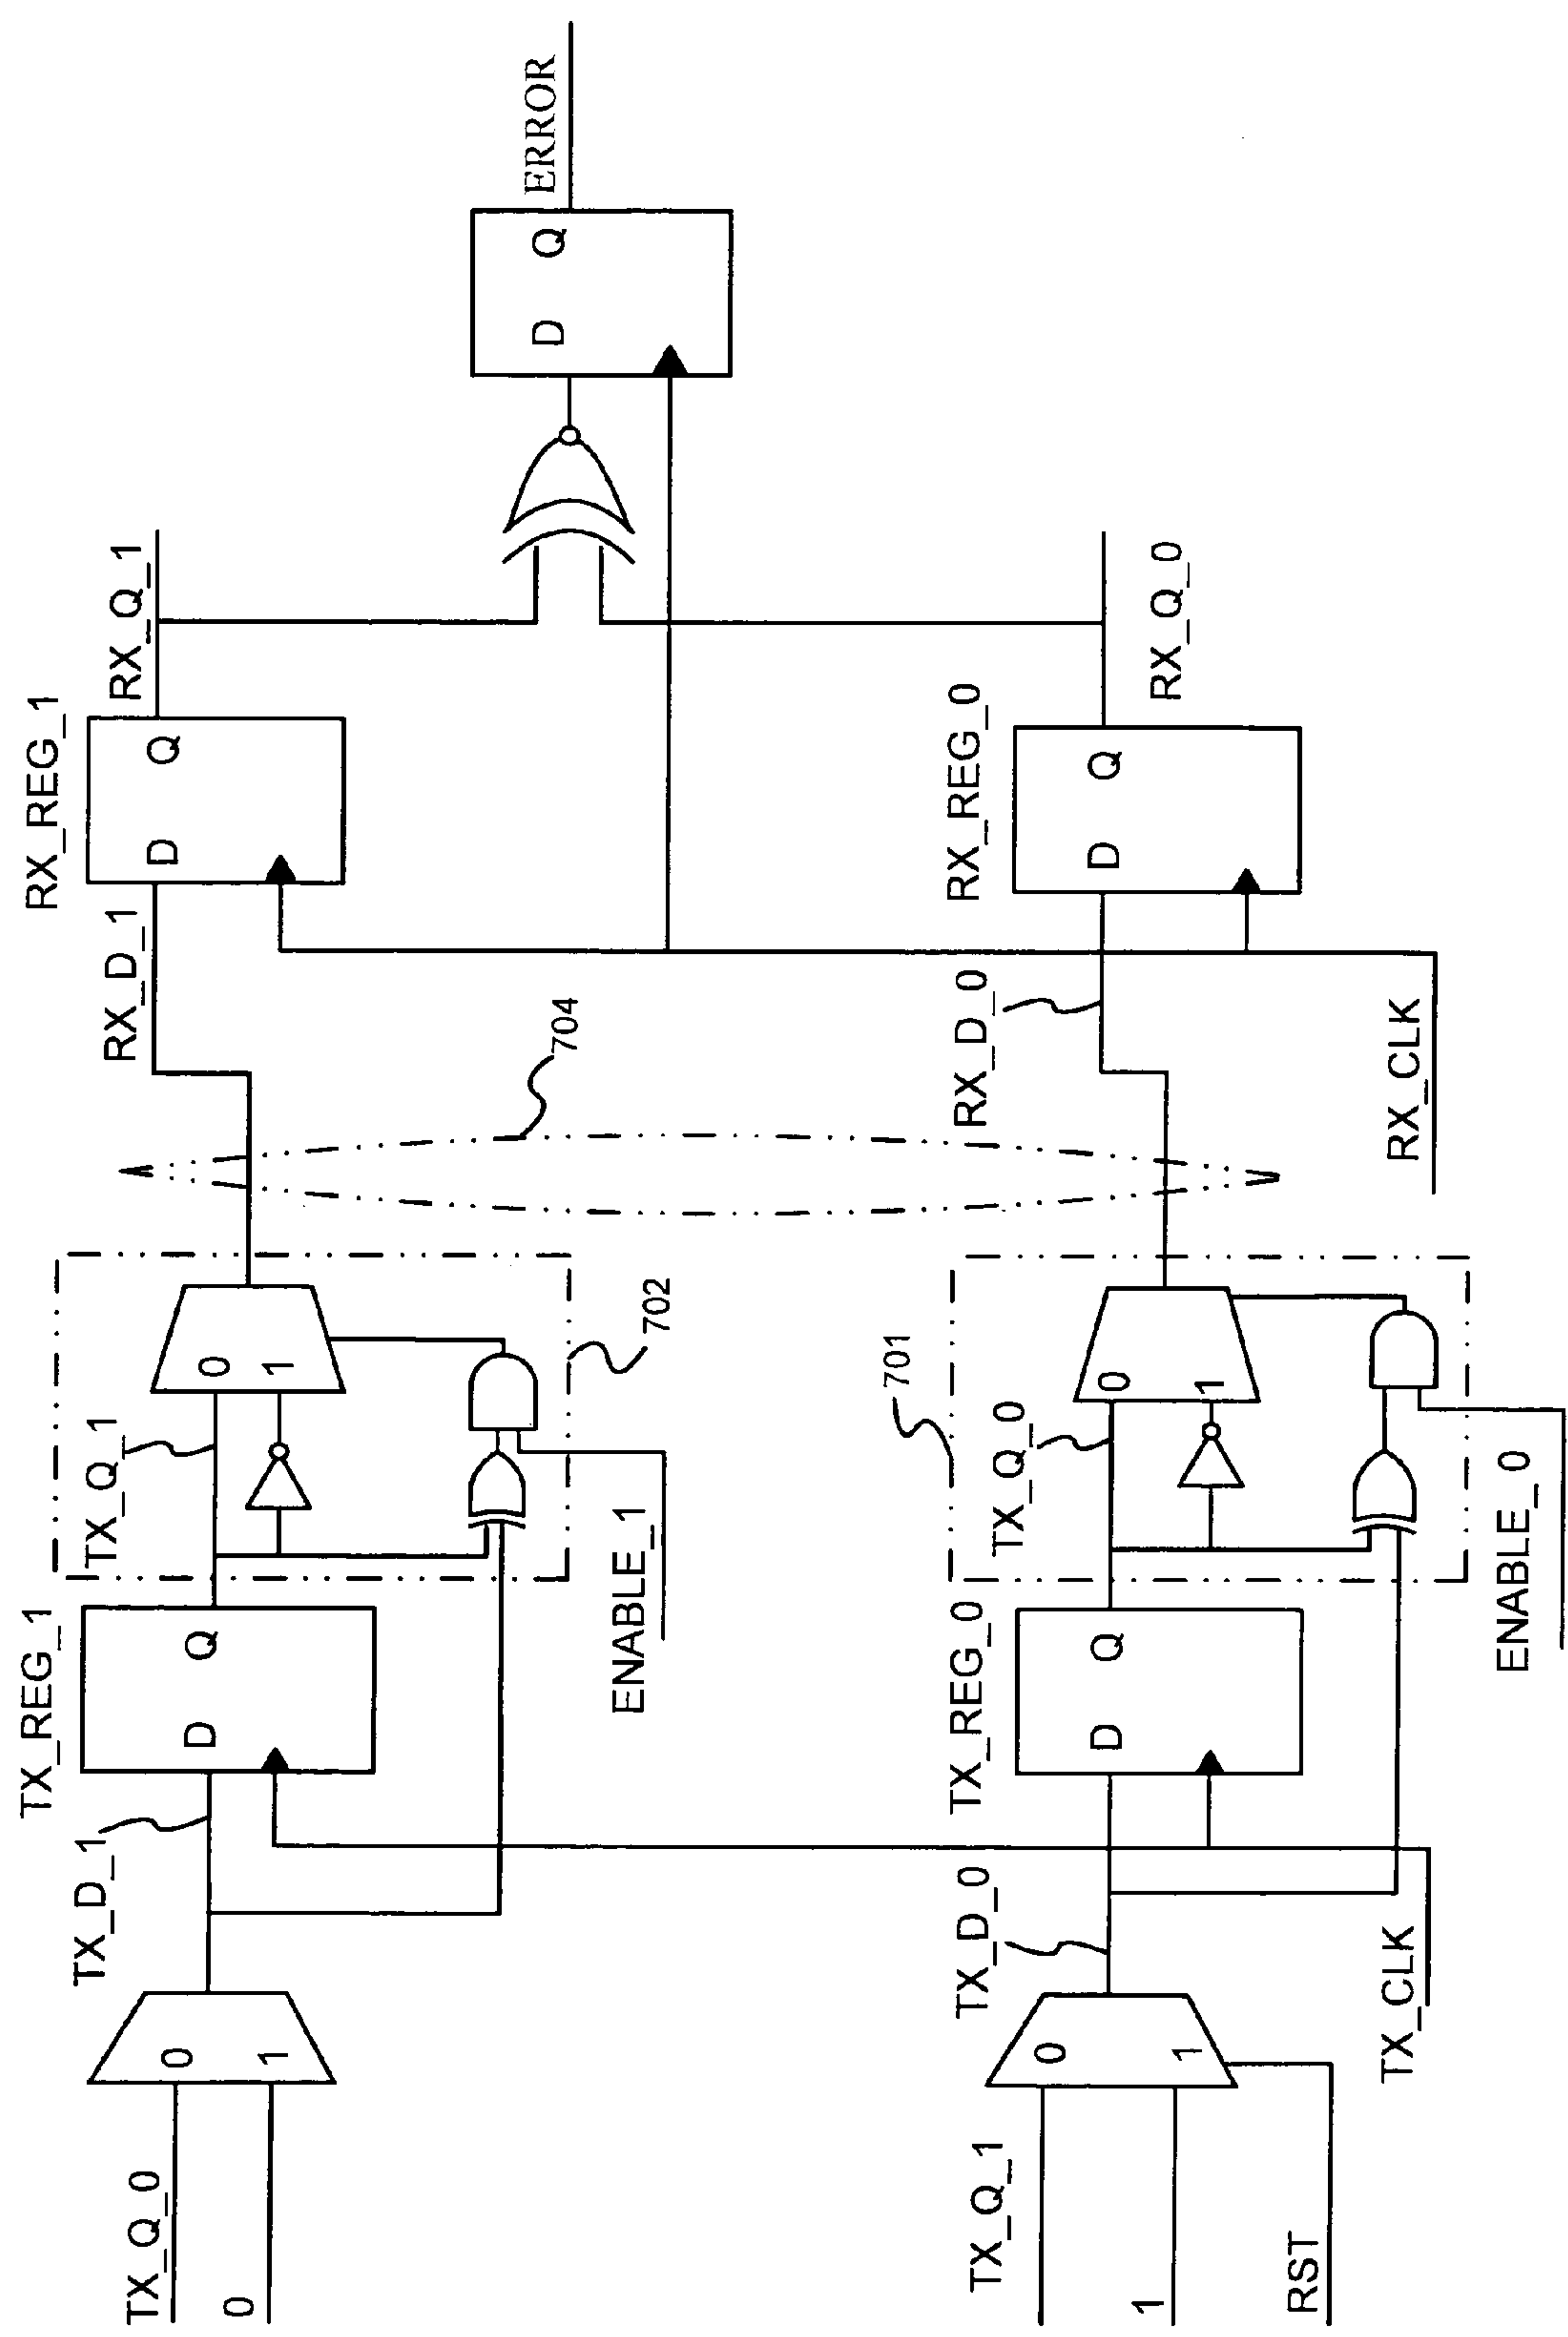 TX_Q_0
0
0
1
TX_D_1
TX_REG_1
D
Q
TX_Q_1
0
1
702
ENABLE_1
704
RX_D_1
RX_REG_1
D
Q
RX_Q_1
D
Q
ERROR
TX_Q_1
1
RST
0
1
TX_D_0
TX_CLK
TX_REG_0
D
Q
TX_Q_0
0
1
701
ENABLE_0
RX_D_0
RX_CLK
RX_REG_0
D
Q
RX_Q_0